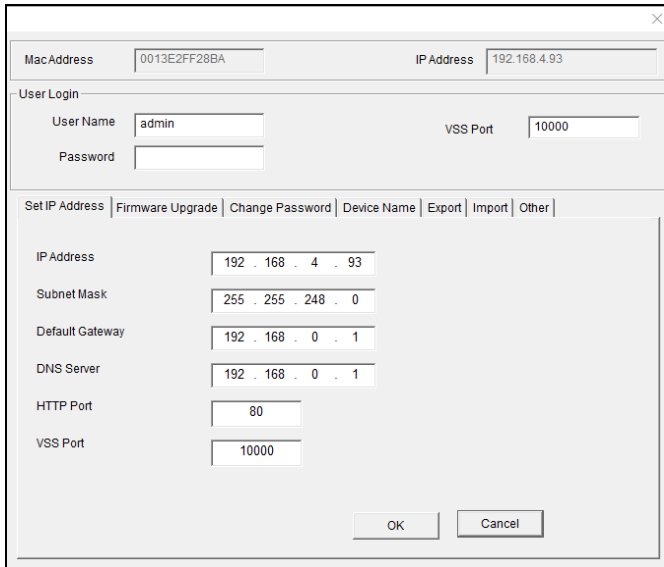 MacAddress 0013E2FF28BA IP Address 192.168.4.93
User Login
User Name admin VSS Port 10000
Password
Set IP Address Firmware Upgrade Change Password Device Name Export Import Other
IP Address 192 . 168 . 4 . 93
Subnet Mask 255 . 255 . 248 . 0
Default Gateway 192 . 168 . 0 . 1
DNS Server 192 . 168 . 0 . 1
HTTP Port 80
VSS Port 10000
OK Cancel